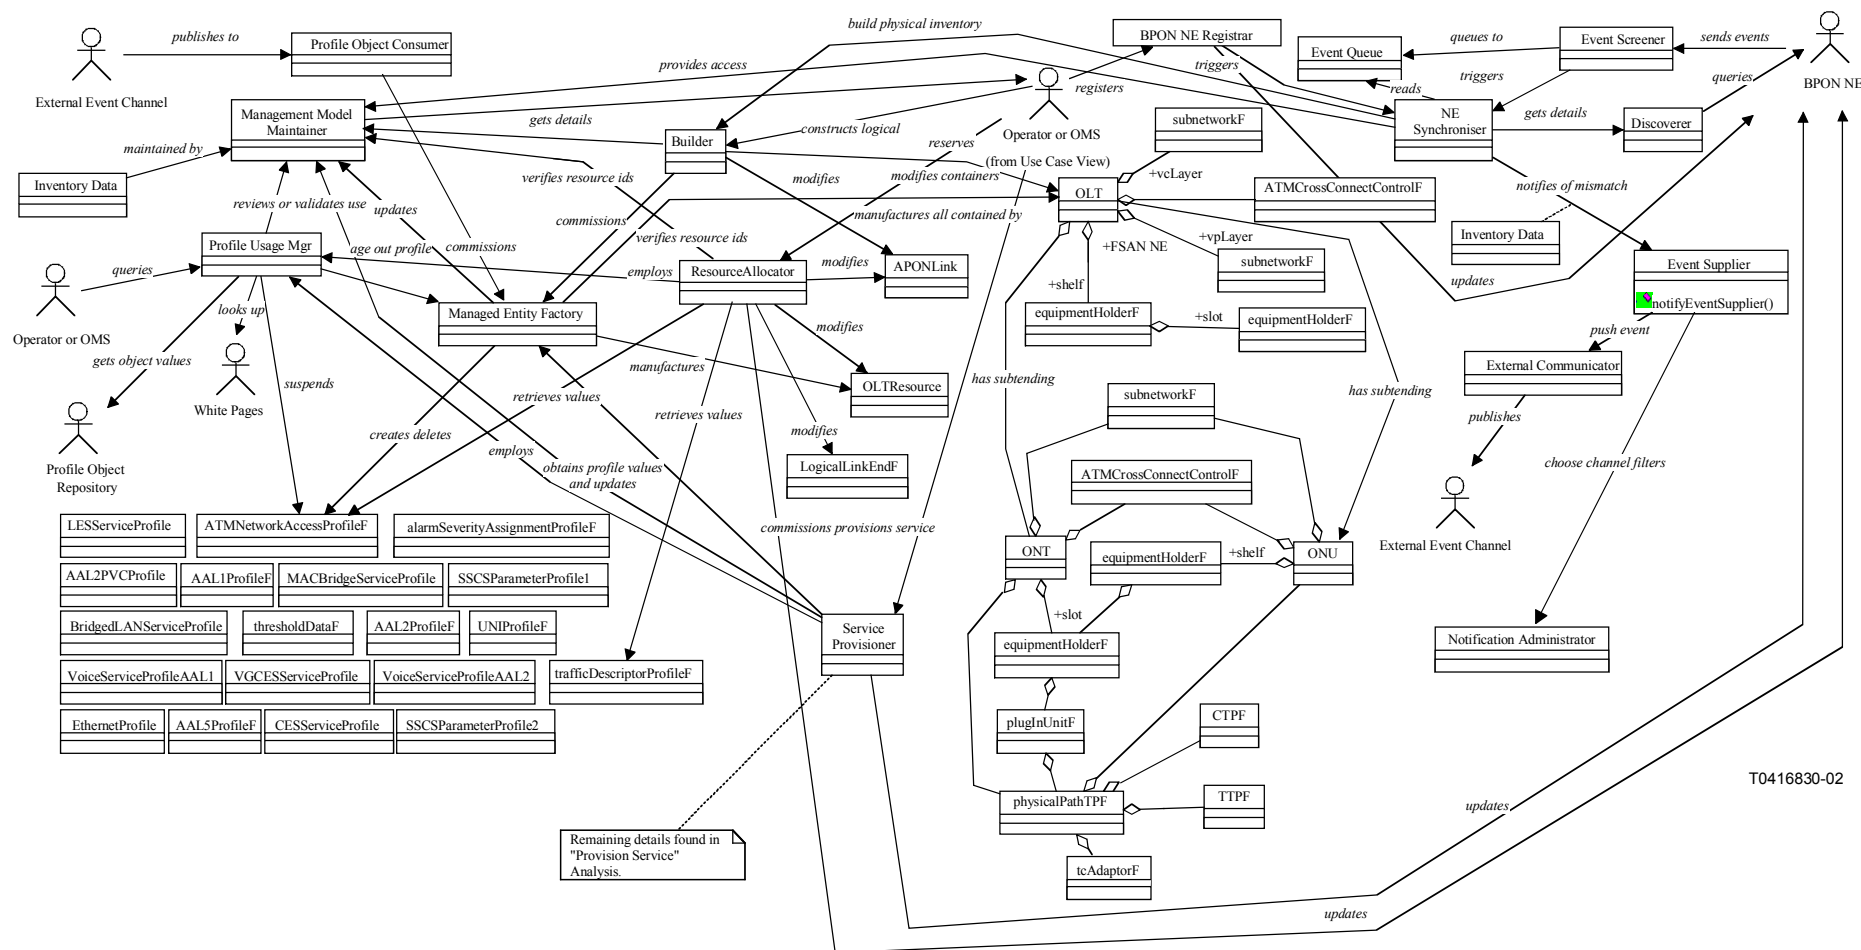 build physical inventory
BPON NE Registrar
publishes to
Profile Object Consumer
Event Queue
queues to
Event Screener
sends events
provides access
triggers
triggers
queries
BPON NE
External Event Channel
reads
registers
Management Model
Maintainer
gets details
Builder
constructs logical
Operator or OMS
subnetworkF
NE
Synchroniser
gets details
Discoverer
maintained by
reserves
(from Use Case View)
+vcLayer
Inventory Data
verifies resource ids
modifies
modifies containers
OLT
ATMCrossConnectControlF
notifies of mismatch
reviews or validates use
updates
commissions
manufactures all contained by
Profile Usage Mgr
age out profile
commissions
verifies resource ids
+FSAN NE
+vpLayer
Inventory Data
queries
employs
ResourceAllocator
modifies
APONLink
subnetworkF
Event Supplier
+shelf
updates
notifyEventSupplier()
looks up
Managed Entity Factory
equipmentHolderF
+slot
equipmentHolderF
push event
Operator or OMS
modifies
gets object values
manufactures
External Communicator
suspends
White Pages
OLTResource
has subtending
has subtending
retrieves values
retrieves values
subnetworkF
publishes
creates deletes
modifies
Profile Object
Repository
employs
obtains profile values
and updates
LogicalLinkEndF
ATMCrossConnectControlF
choose channel filters
LESServiceProfile
ATMNetworkAccessProfileF
alarmSeverityAssignmentProfileF
commissions provisions service
External Event Channel
ONT
equipmentHolderF
+shelf
ONU
AAL2PVCProfile
AAL1ProfileF
MACBridgeServiceProfile
SSCSParameterProfile1
+slot
BridgedLANServiceProfile
thresholdDataF
AAL2ProfileF
UNIProfileF
Service
Provisioner
equipmentHolderF
Notification Administrator
VoiceServiceProfileAAL1
VGCESServiceProfile
VoiceServiceProfileAAL2
trafficDescriptorProfileF
EthernetProfile
AAL5ProfileF
CESServiceProfile
SSCSParameterProfile2
plugInUnitF
CTPF
T0416830-02
physicalPathTPF
TTPF
updates
Remaining details found in
"Provision Service"
Analysis.
tcAdaptorF
updates